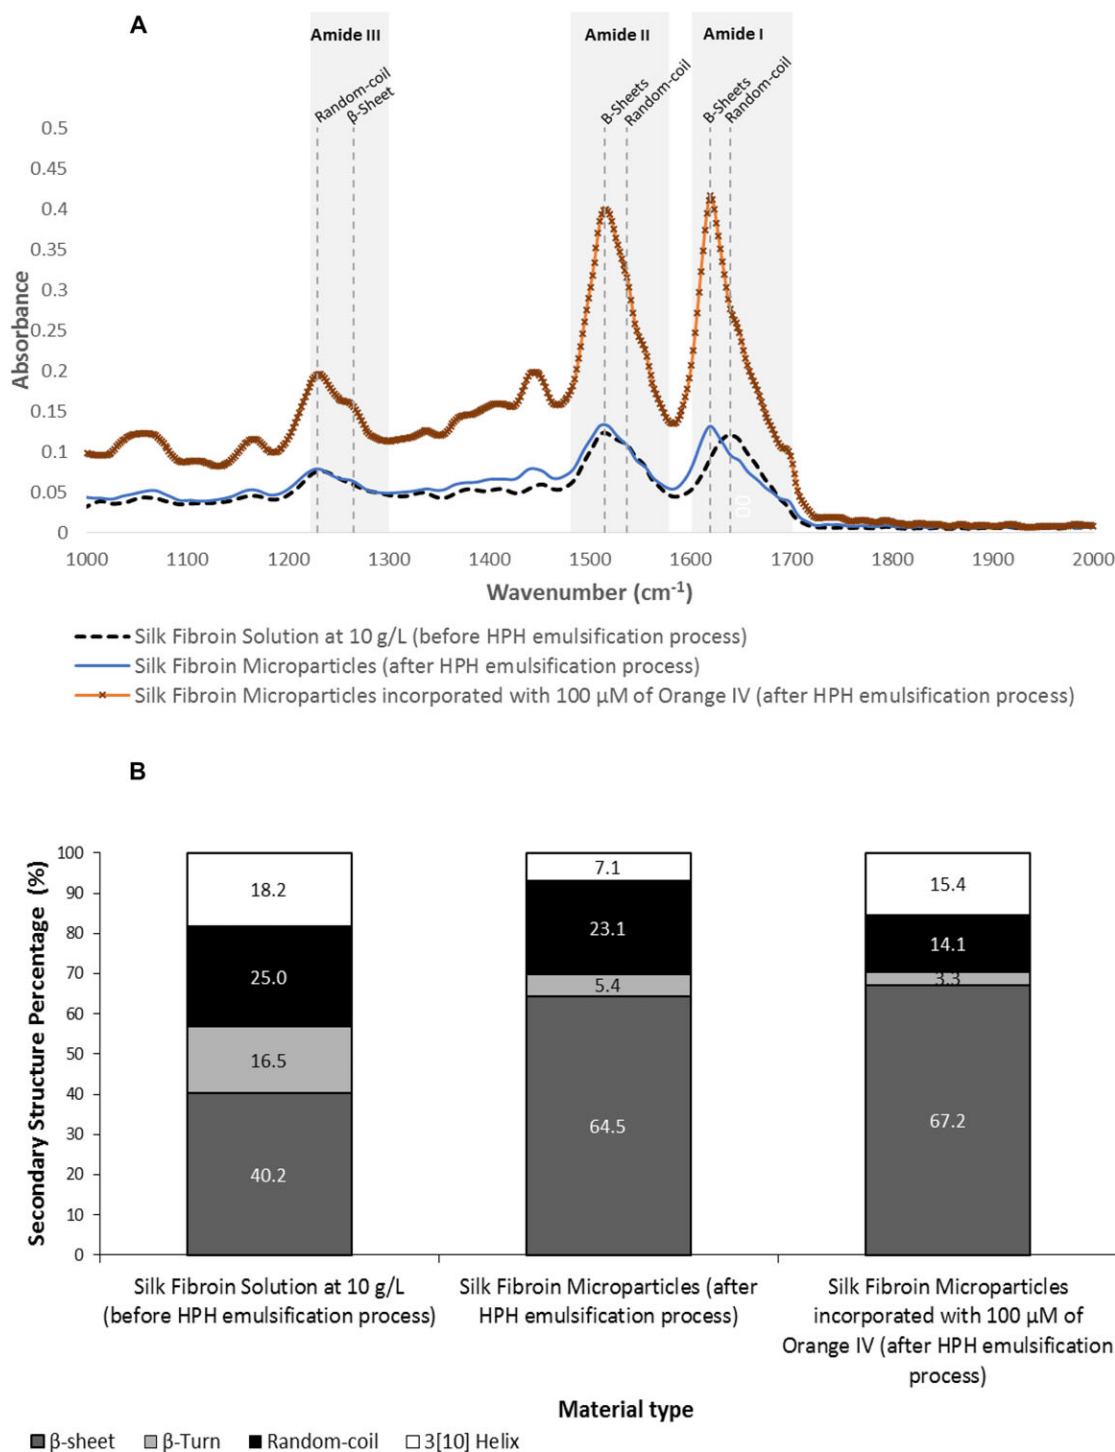 A
Amide III
Amide II
Amide I
Random-coil
β-Sheet
B-Sheets
Random-coil
B-Sheets
Random-coil
Absorbance
0.5
0.45
0.4
0.35
0.3
0.25
0.2
0.15
0.1
0.05
0
00
1000 1100 1200 1300 1400 1500 1600 1700 1800 1900 2000
Wavenumber (cm⁻¹)
Silk Fibroin Solution at 10 g/L (before HPH emulsification process)
Silk Fibroin Microparticles (after HPH emulsification process)
Silk Fibroin Microparticles incorporated with 100 µM of Orange IV (after HPH emulsification process)
B
Secondary Structure Percentage (%)
100
90
80
70
60
50
40
30
20
10
0
18.2
25.0
16.5
40.2
7.1
23.1
5.4
64.5
15.4
14.1
3.3
67.2
Silk Fibroin Solution at 10 g/L
(before HPH emulsification process)
Silk Fibroin Microparticles (after
HPH emulsification process)
Silk Fibroin Microparticles
incorporated with 100 µM of
Orange IV (after HPH emulsification
process)
Material type
β-sheet β-Turn Random-coil 3[10] Helix